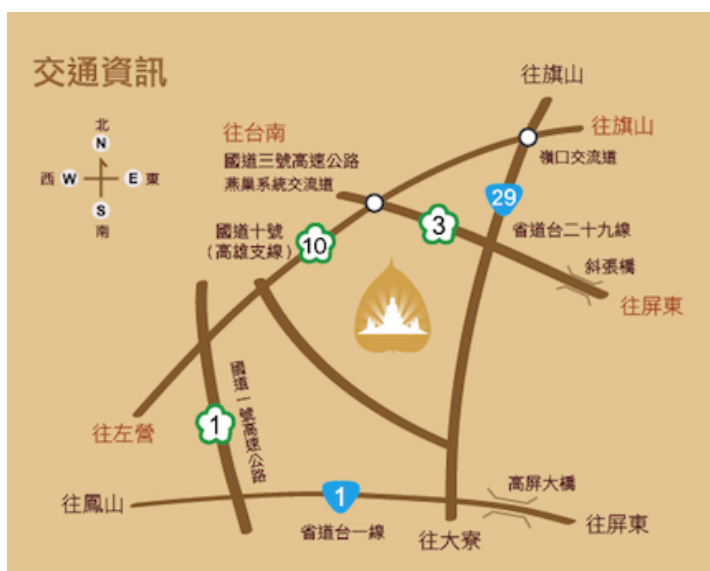 交通資訊
北
N
西 W E 東
S
南
往旗山
往旗山
嶺口交流道
往台南
國道三號高速公路
燕巢系統交流道
29
3
省道台二十九線
國道十號
(高雄支線)
10
斜張橋
往屏東
往左營
1
國道一號高速公路
往鳳山
1
省道台一線
高屏大橋
往屏東
往大寮